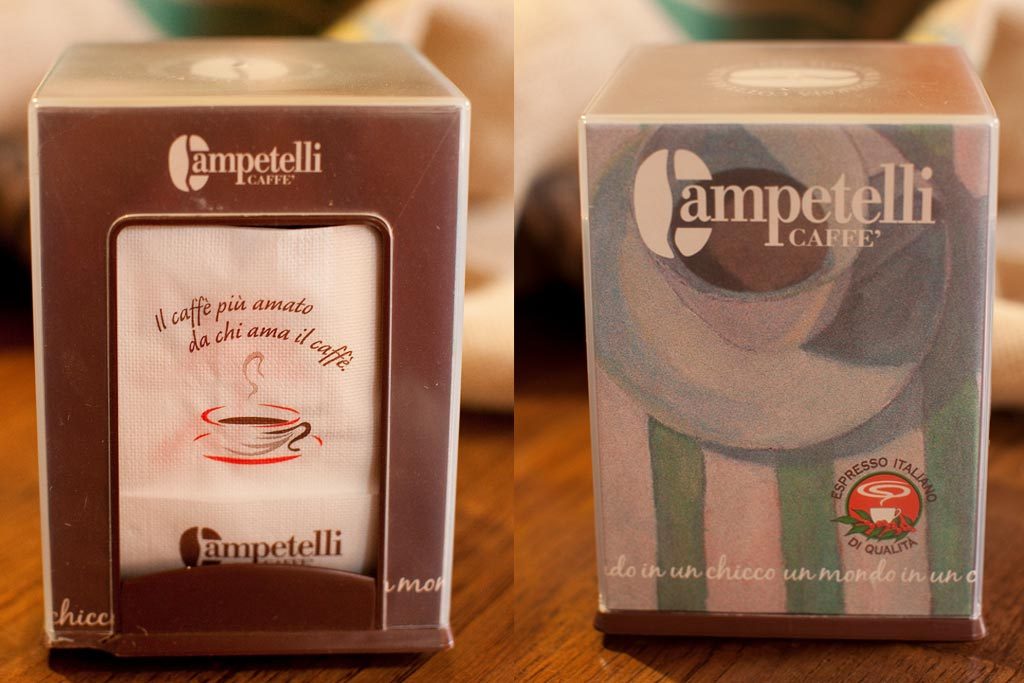 Campetelli
CAFFE'
Il caffè più amato
da chi ama il caffè.
Campetelli
chicc
n mon
Campetelli
CAFFE'
ESPRESSO ITALIANO
DI QUALITÀ
do in un chicco un mondo in un c